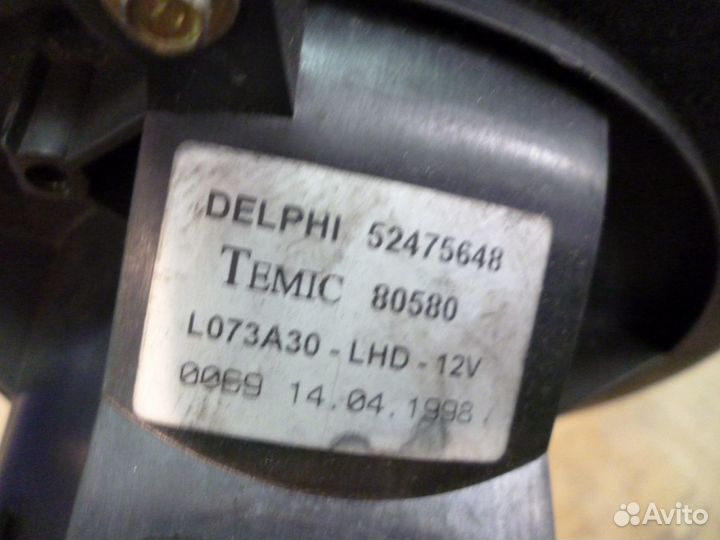 DELPHI 52475648
TEMIC 80580
L073A30 - LHD - 12V
0069 14.04.1998
Avito